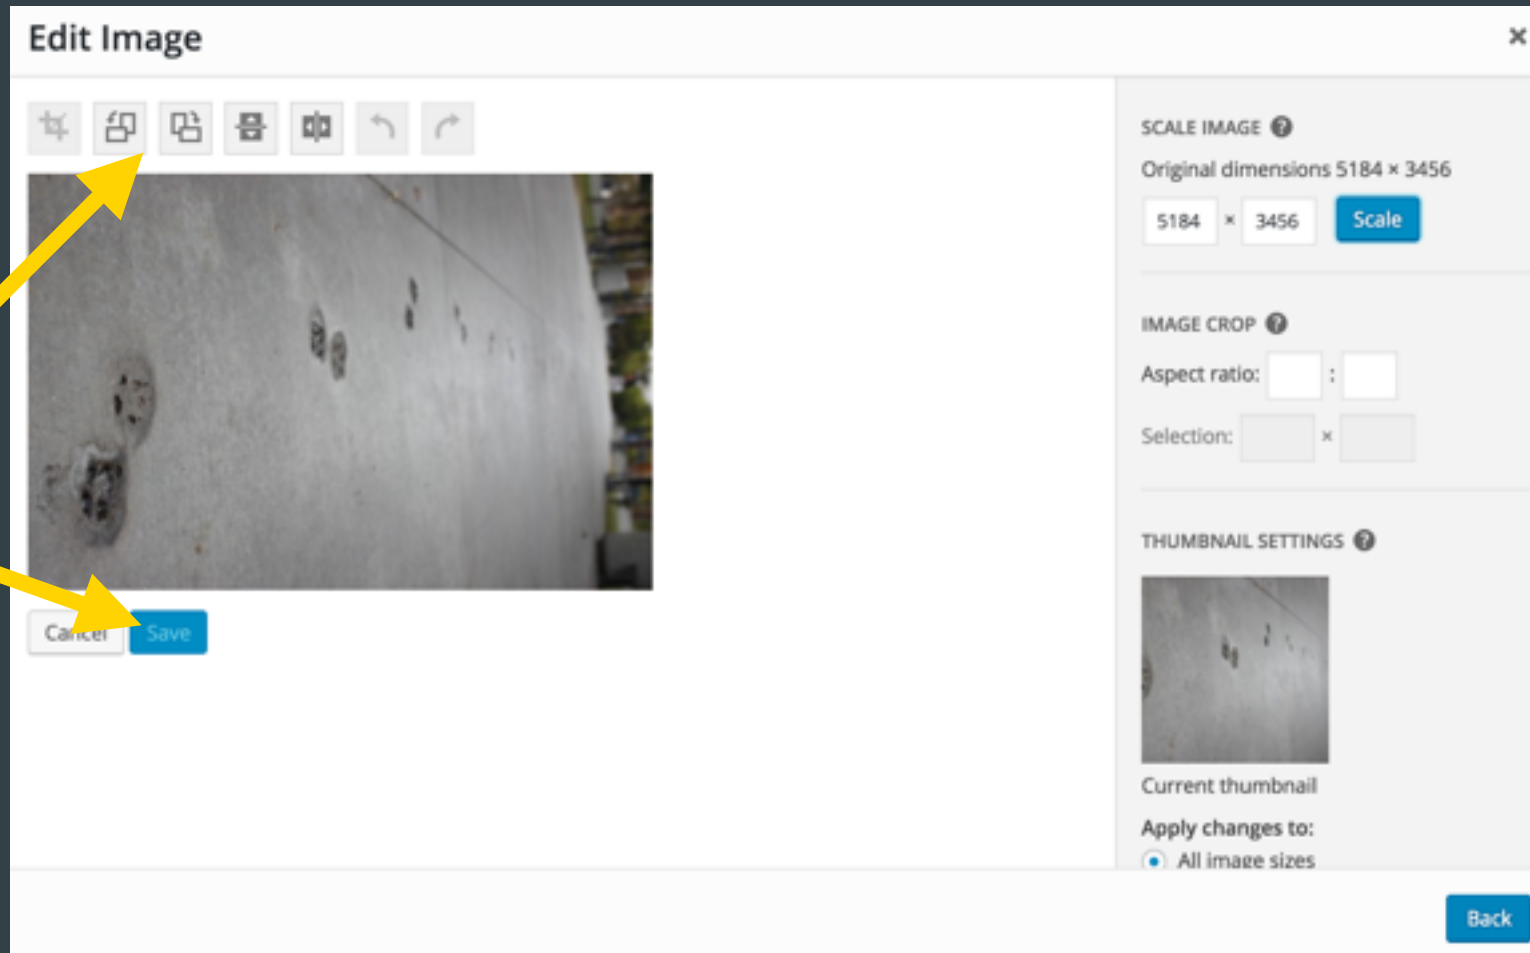 Edit Image
SCALE IMAGE
Original dimensions 5184 × 3456
5184 × 3456 Scale
IMAGE CROP
Aspect ratio: :
Selection: ×
THUMBNAIL SETTINGS
Current thumbnail
Apply changes to:
All image sizes
Cancel Save
Back